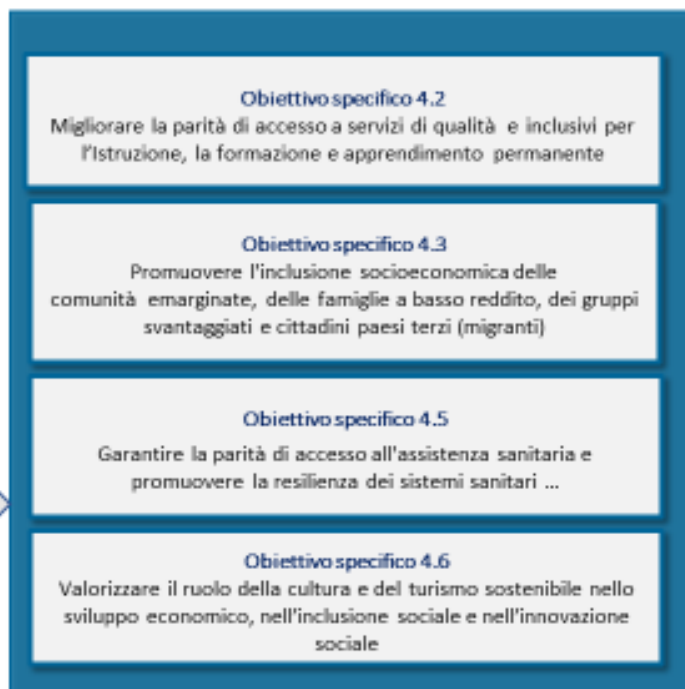 Obiettivo specifico 4.2
Migliorare la parità di accesso a servizi di qualità e inclusivi per
l'Istruzione, la formazione e apprendimento permanente
Obiettivo specifico 4.3
Promuovere l'inclusione socioeconomica delle
comunità emarginate, delle famiglie a basso reddito, dei gruppi
svantaggiati e cittadini paesi terzi (migranti)
Obiettivo specifico 4.5
Garantire la parità di accesso all'assistenza sanitaria e
promuovere la resilienza dei sistemi sanitari ...
Obiettivo specifico 4.6
Valorizzare il ruolo della cultura e del turismo sostenibile nello
sviluppo economico, nell'inclusione sociale e nell'innovazione
sociale